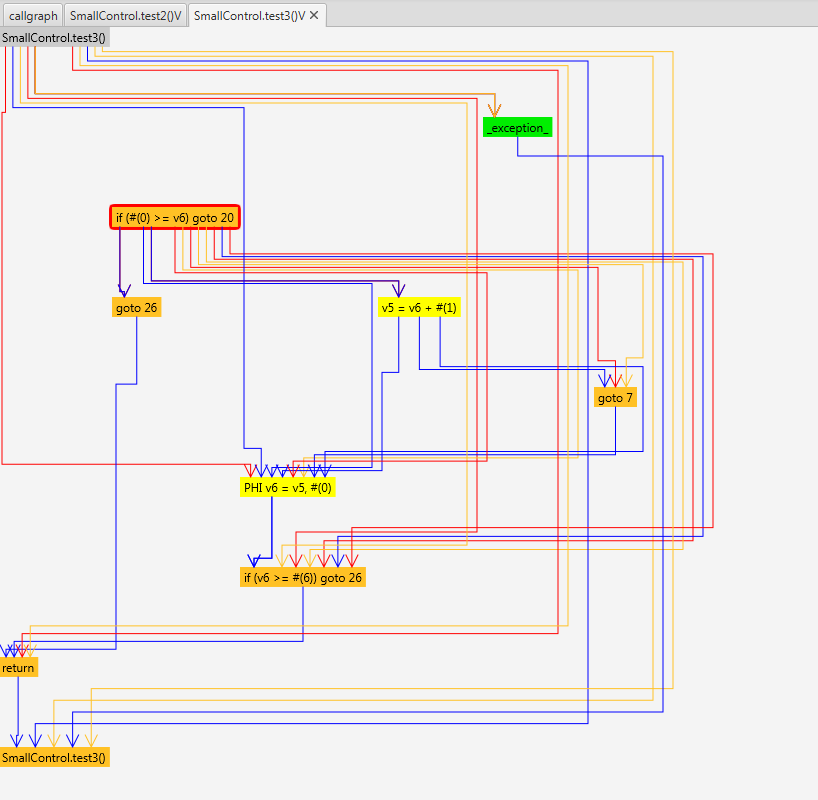 callgraph
SmallControl.test2()V
SmallControl.test3()V ✕
SmallControl.test3()
_exception_
if (#(0) >= v6) goto 20
goto 26
v5 = v6 + #(1)
goto 7
PHI v6 = v5, #(0)
if (v6 >= #(6)) goto 26
return
SmallControl.test3()